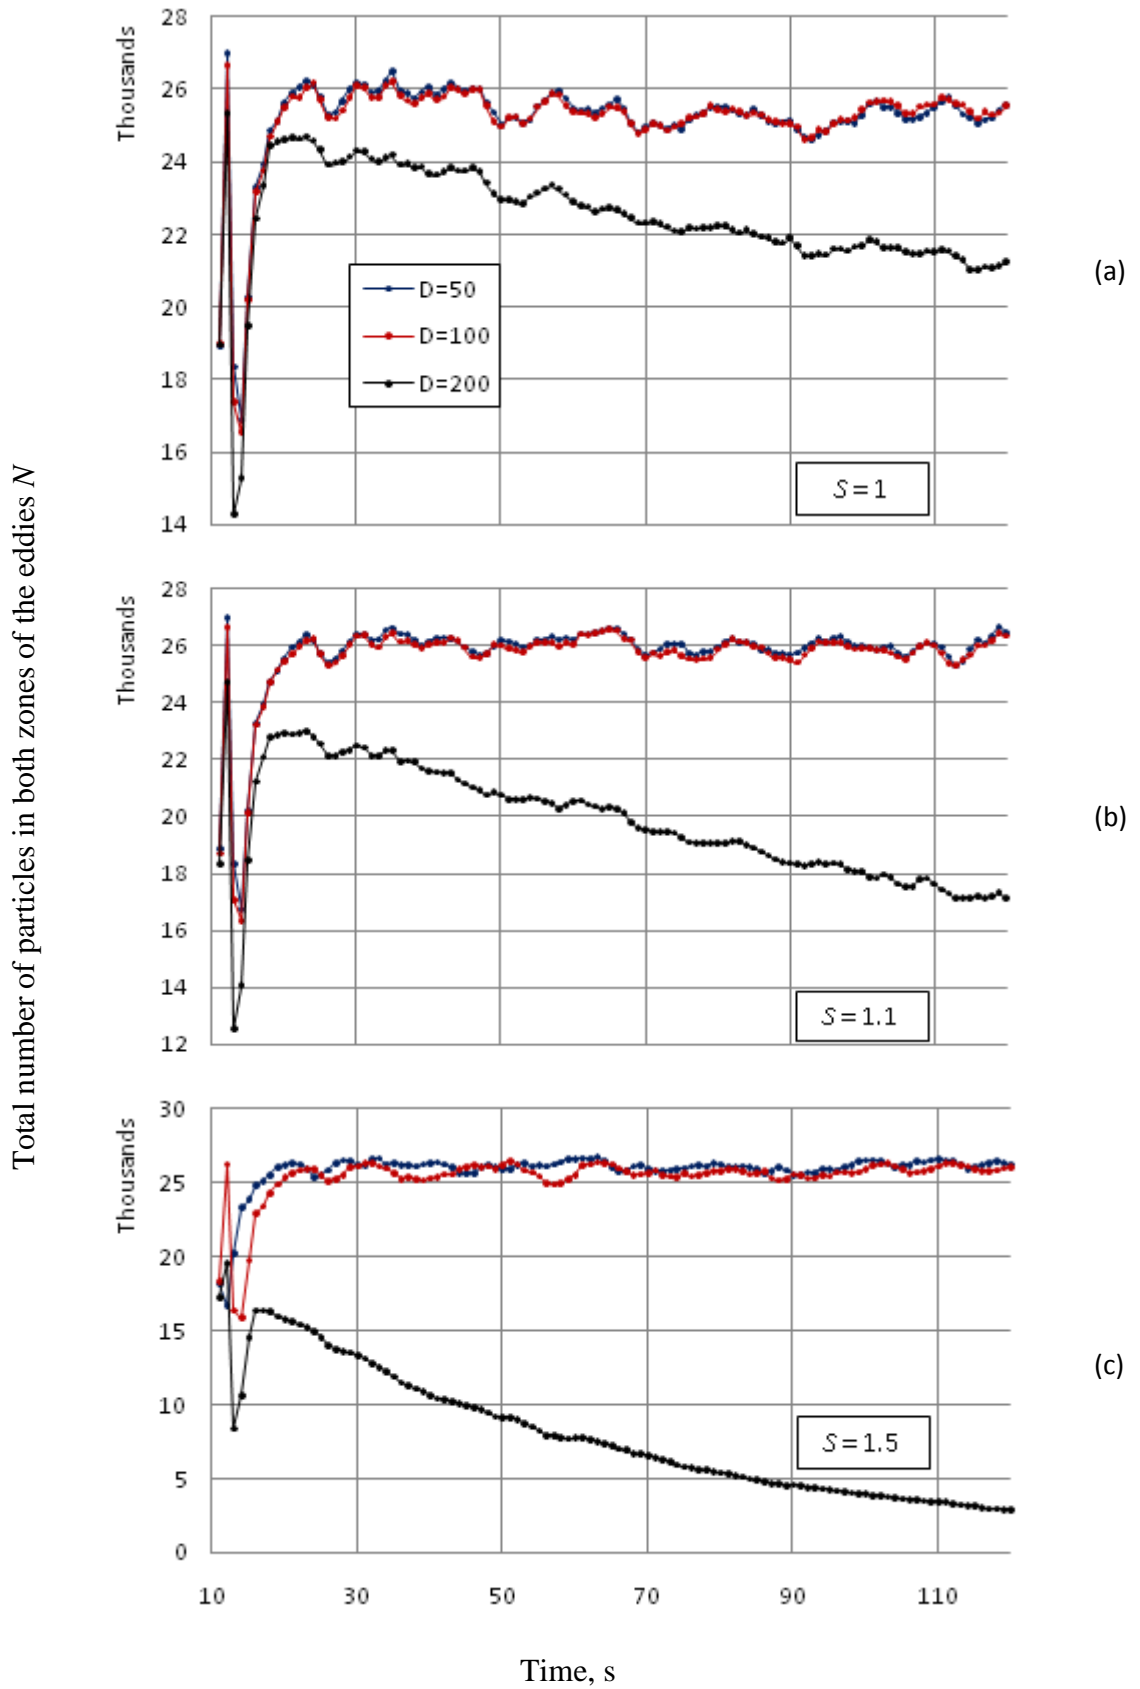 Total number of particles in both zones of the eddies N
Thousands
28
26
24
22
20
18
16
14
D=50
D=100
D=200
S = 1
(a)
Thousands
28
26
24
22
20
18
16
14
12
S = 1.1
(b)
Thousands
30
25
20
15
10
5
0
S = 1.5
(c)
10 30 50 70 90 110
Time, s